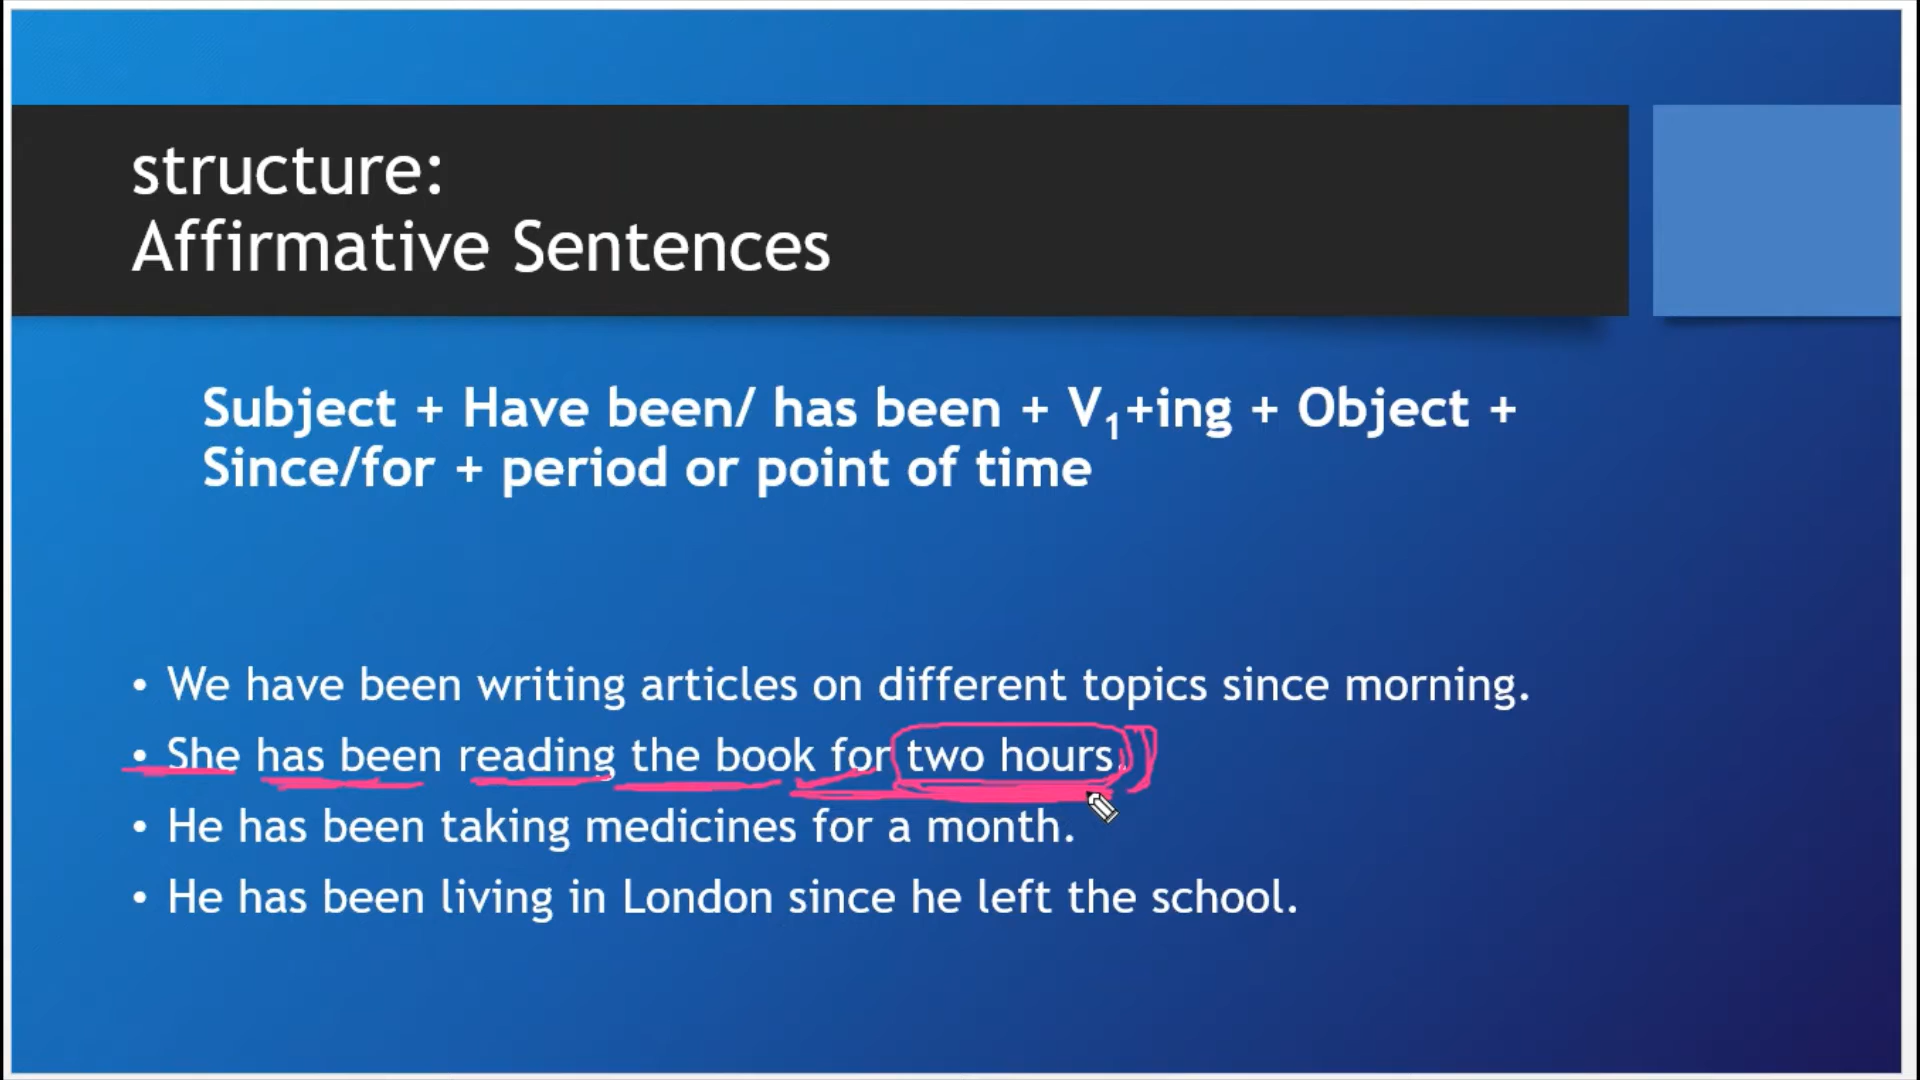 structure:
Affirmative Sentences
Subject + Have been/ has been + V₁+ing + Object +
Since/for + period or point of time
• We have been writing articles on different topics since morning.
• She has been reading the book for two hours.
• He has been taking medicines for a month.
• He has been living in London since he left the school.